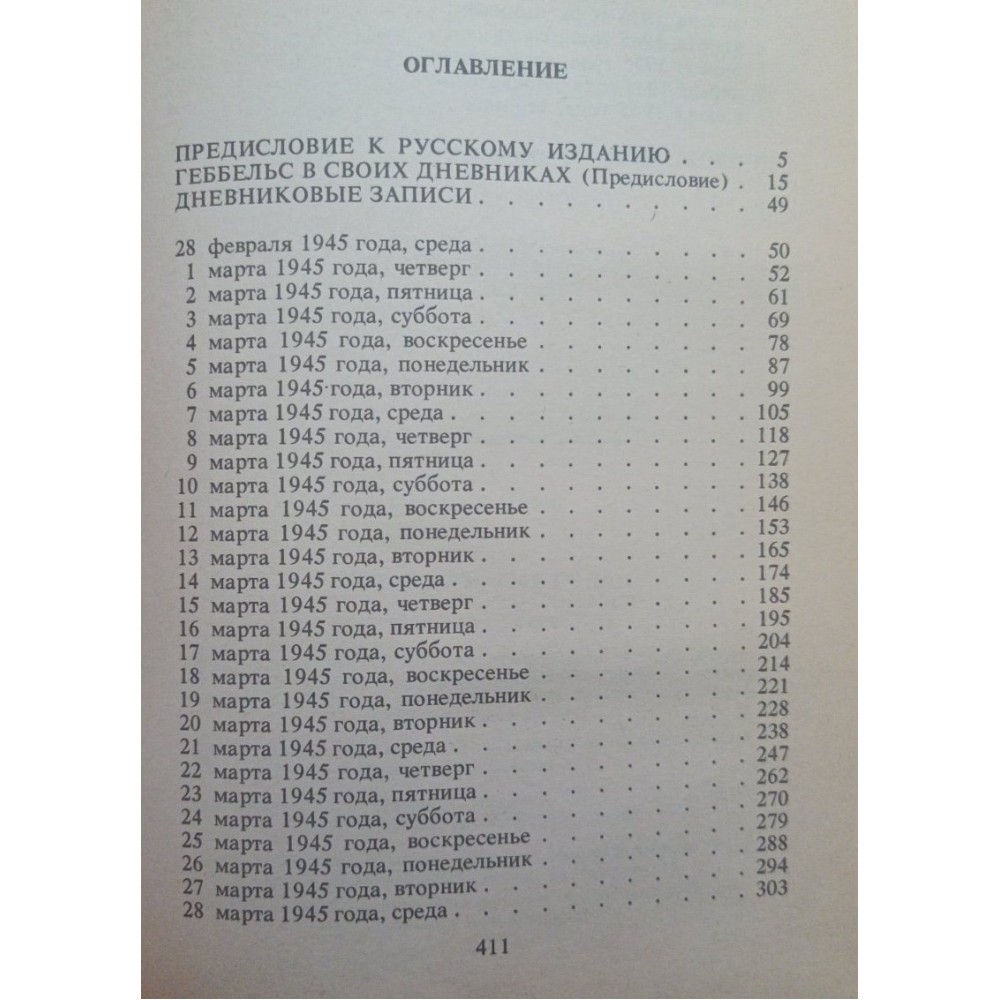 ОГЛАВЛЕНИЕ
ПРЕДИСЛОВИЕ К РУССКОМУ ИЗДАНИЮ . . . 5
ГЕББЕЛЬС В СВОИХ ДНЕВНИКАХ (Предисловие) . 15
ДНЕВНИКОВЫЕ ЗАПИСИ . . . . . . . . . . 49
28 февраля 1945 года, среда . . . . . . . . . . 50
1 марта 1945 года, четверг . . . . . . . . . . 52
2 марта 1945 года, пятница . . . . . . . . . . 61
3 марта 1945 года, суббота . . . . . . . . . . 69
4 марта 1945 года, воскресенье . . . . . . . . 78
5 марта 1945 года, понедельник . . . . . . . . 87
6 марта 1945 года, вторник . . . . . . . . . . 99
7 марта 1945 года, среда . . . . . . . . . . . 105
8 марта 1945 года, четверг . . . . . . . . . . 118
9 марта 1945 года, пятница . . . . . . . . . . 127
10 марта 1945 года, суббота . . . . . . . . . . 138
11 марта 1945 года, воскресенье . . . . . . . . 146
12 марта 1945 года, понедельник . . . . . . . . 153
13 марта 1945 года, вторник . . . . . . . . . . 165
14 марта 1945 года, среда . . . . . . . . . . . 174
15 марта 1945 года, четверг . . . . . . . . . . 185
16 марта 1945 года, пятница . . . . . . . . . . 195
17 марта 1945 года, суббота . . . . . . . . . . 204
18 марта 1945 года, воскресенье . . . . . . . . 214
19 марта 1945 года, понедельник . . . . . . . . 221
20 марта 1945 года, вторник . . . . . . . . . . 228
21 марта 1945 года, среда . . . . . . . . . . . 238
22 марта 1945 года, четверг . . . . . . . . . . 247
23 марта 1945 года, пятница . . . . . . . . . . 262
24 марта 1945 года, суббота . . . . . . . . . . 270
25 марта 1945 года, воскресенье . . . . . . . . 279
26 марта 1945 года, понедельник . . . . . . . . 288
27 марта 1945 года, вторник . . . . . . . . . . 294
28 марта 1945 года, среда . . . . . . . . . . . 303
411